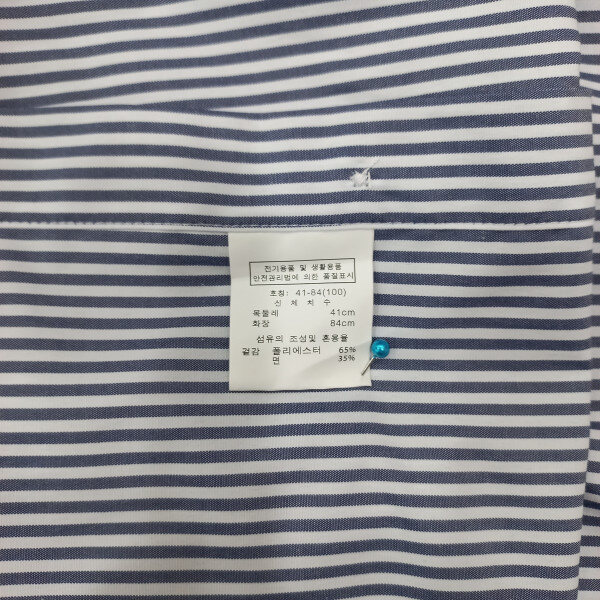 전기용품 및 생활용품
안전관리법에 의한 품질표시
호칭: 41-84(100)
신 체 치 수
목둘레 41cm
화장 84cm
섬유의 조성및 혼용율
겉감 폴리에스터 65%
면 35%